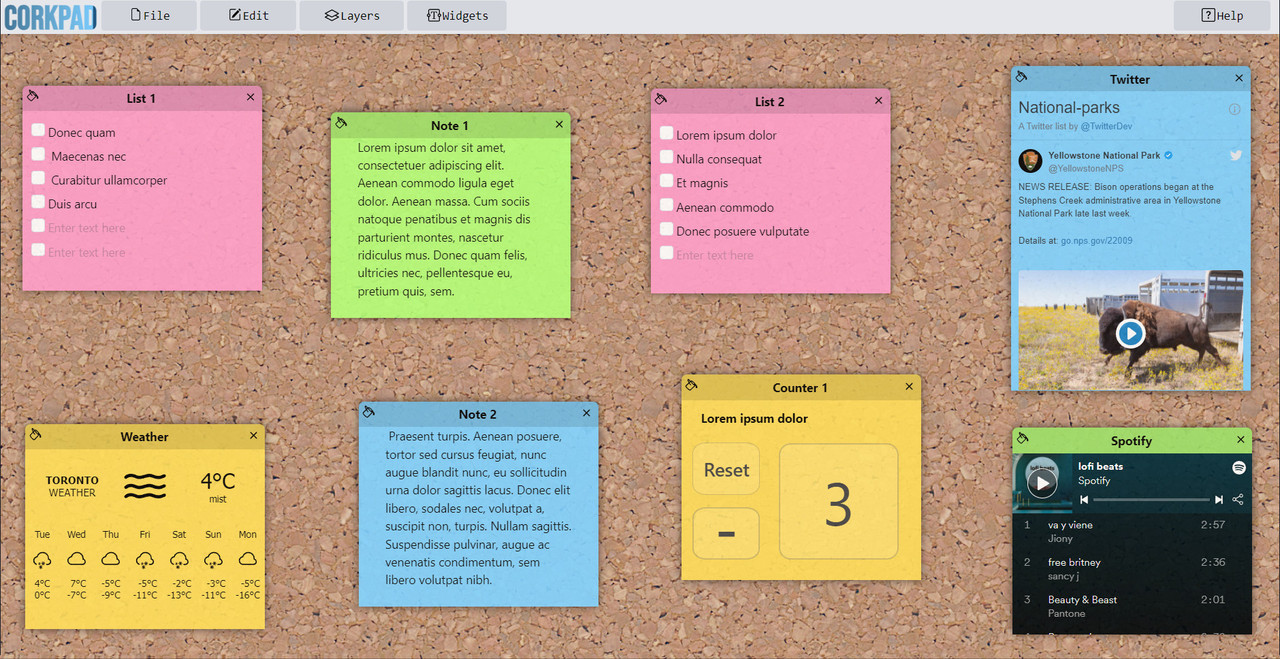 CORKPAD
File
Edit
Layers
Widgets
Help
List 1
Donec quam
Maecenas nec
Curabitur ullamcorper
Duis arcu
Enter text here
Enter text here
Note 1
Lorem ipsum dolor sit amet,
consectetuer adipiscing elit.
Aenean commodo ligula eget
dolor. Aenean massa. Cum sociis
natoque penatibus et magnis dis
parturient montes, nascetur
ridiculus mus. Donec quam felis,
ultricies nec, pellentesque eu,
pretium quis, sem.
List 2
Lorem ipsum dolor
Nulla consequat
Et magnis
Aenean commodo
Donec posuere vulputate
Enter text here
Twitter
National-parks
A Twitter list by @TwitterDev
Yellowstone National Park
@YellowstoneNPS
NEWS RELEASE: Bison operations began at the
Stephens Creek administrative area in Yellowstone
National Park late last week.
Details at: go.nps.gov/22009
Weather
TORONTO
WEATHER
4°C
mist
Tue Wed Thu Fri Sat Sun Mon
4°C 7°C -5°C -5°C -2°C -3°C -5°C
0°C -7°C -9°C -11°C -13°C -11°C -16°C
Note 2
Praesent turpis. Aenean posuere,
tortor sed cursus feugiat, nunc
augue blandit nunc, eu sollicitudin
urna dolor sagittis lacus. Donec elit
libero, sodales nec, volutpat a,
suscipit non, turpis. Nullam sagittis.
Suspendisse pulvinar, augue ac
venenatis condimentum, sem
libero volutpat nibh.
Counter 1
Lorem ipsum dolor
Reset
3
-
Spotify
lofi beats
Spotify
1 va y viene 2:57
Jiony
2 free britney 2:36
sancy j
3 Beauty & Beast 2:01
Pantone